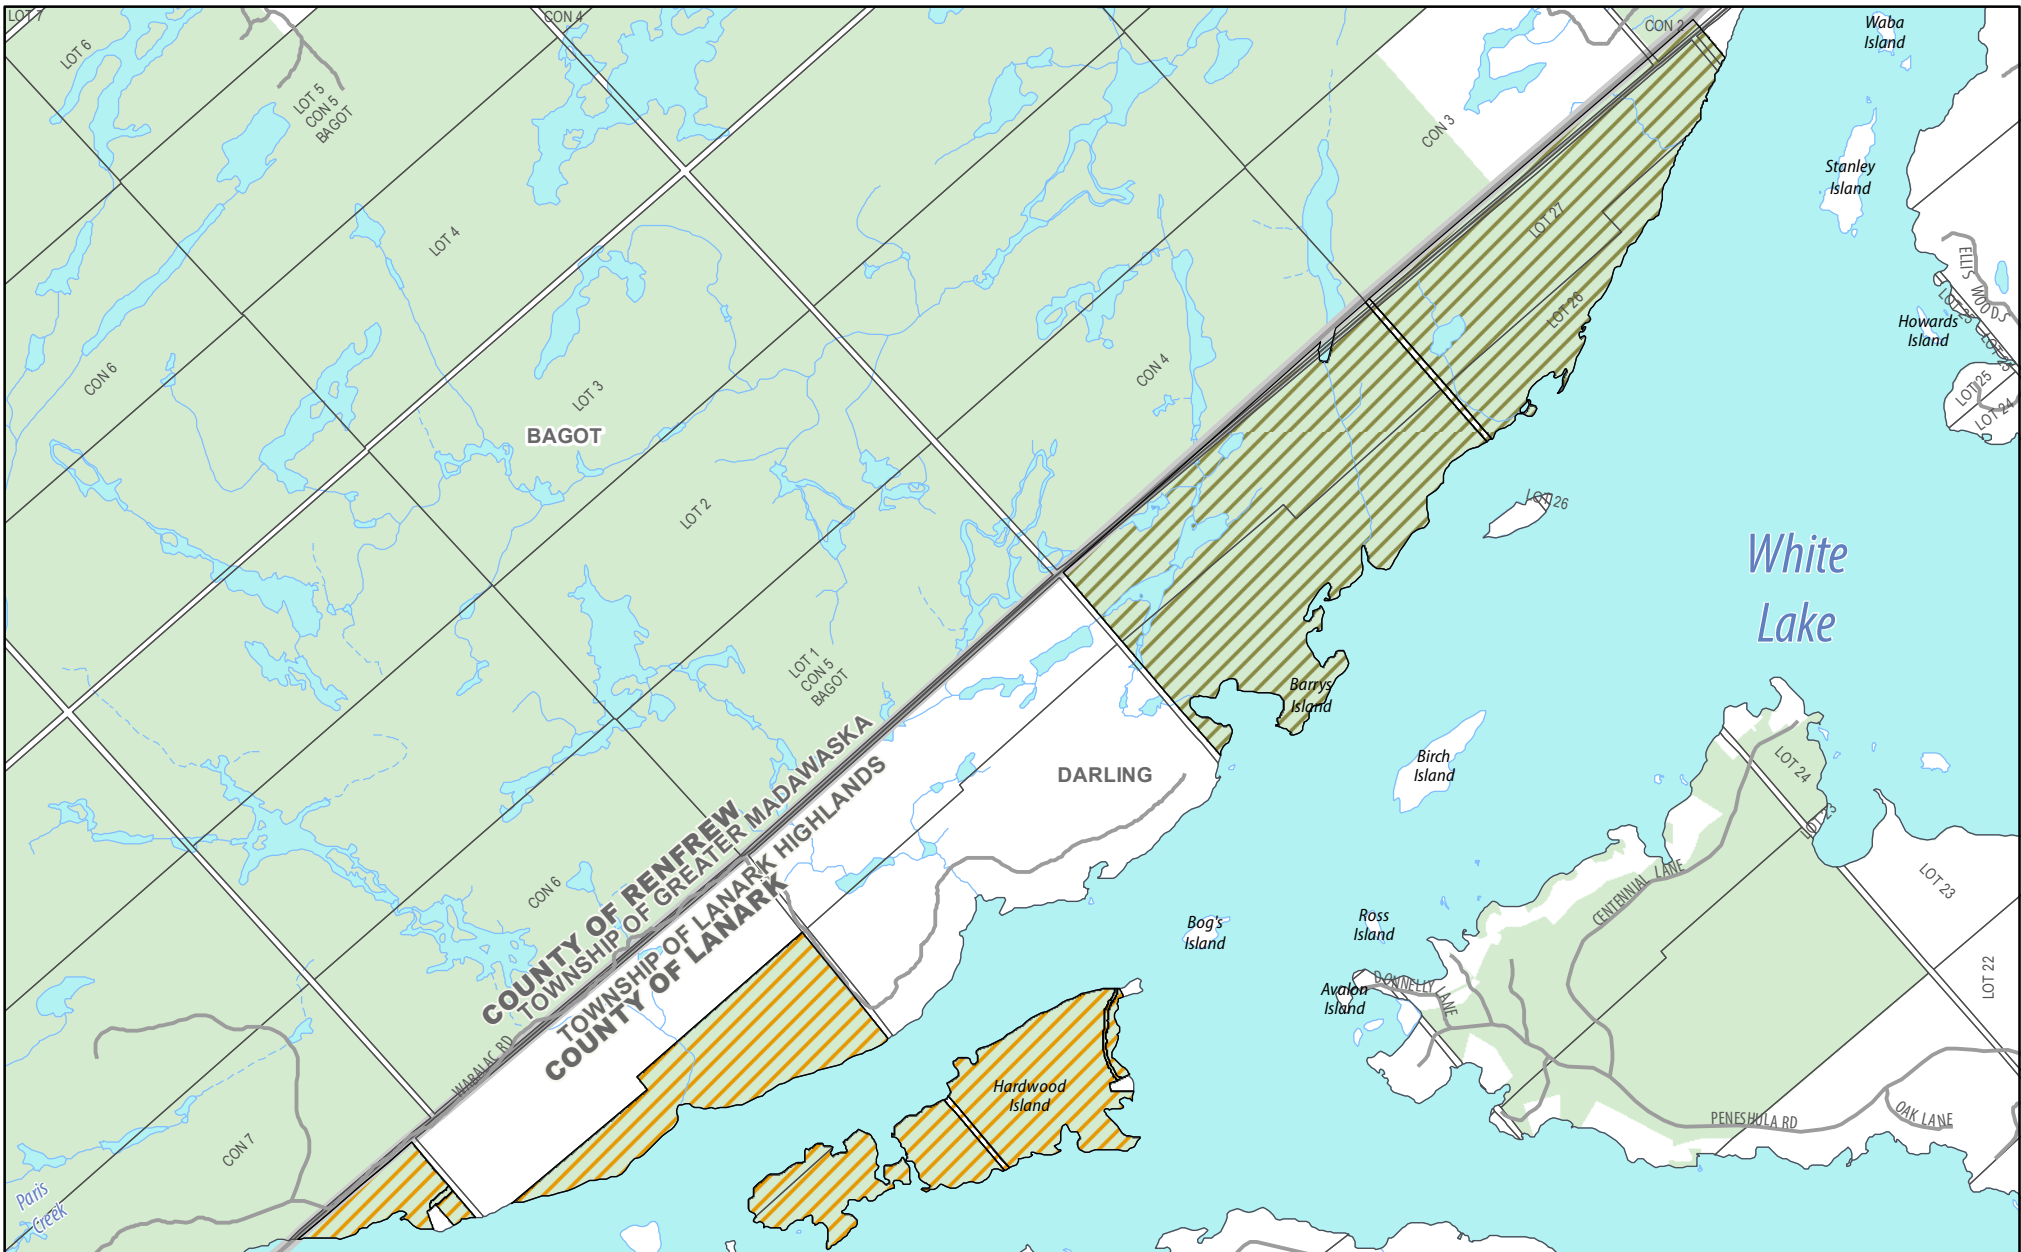 LOT 7
CON 4
CON 2
Waba
Island
LOT 6
LOT 5
CON 5
BAGOT
CON 3
Stanley
Island
LOT 4
LOT 27
ELLIS WOODS
LOT 26
Howards
Island
CON 6
LOT 3
CON 4
LOT 25
LOT 24
BAGOT
LOT 2
LOT 26
White
Lake
LOT 1
CON 5
BAGOT
Barrys
Island
Birch
Island
DARLING
LOT 24
LOT 23
COUNTY OF RENFREW
TOWNSHIP OF GREATER MADAWASKA
TOWNSHIP OF LANARK HIGHLANDS
COUNTY OF LANARK
CON 6
CENTENNIAL LANE
LOT 23
Bog's
Island
Ross
Island
LOT 22
DONNELLY LANE
Avalon
Island
WABALAC RD
Hardwood
Island
PENESHULA RD
OAK LANE
CON 7
Paris
Creek